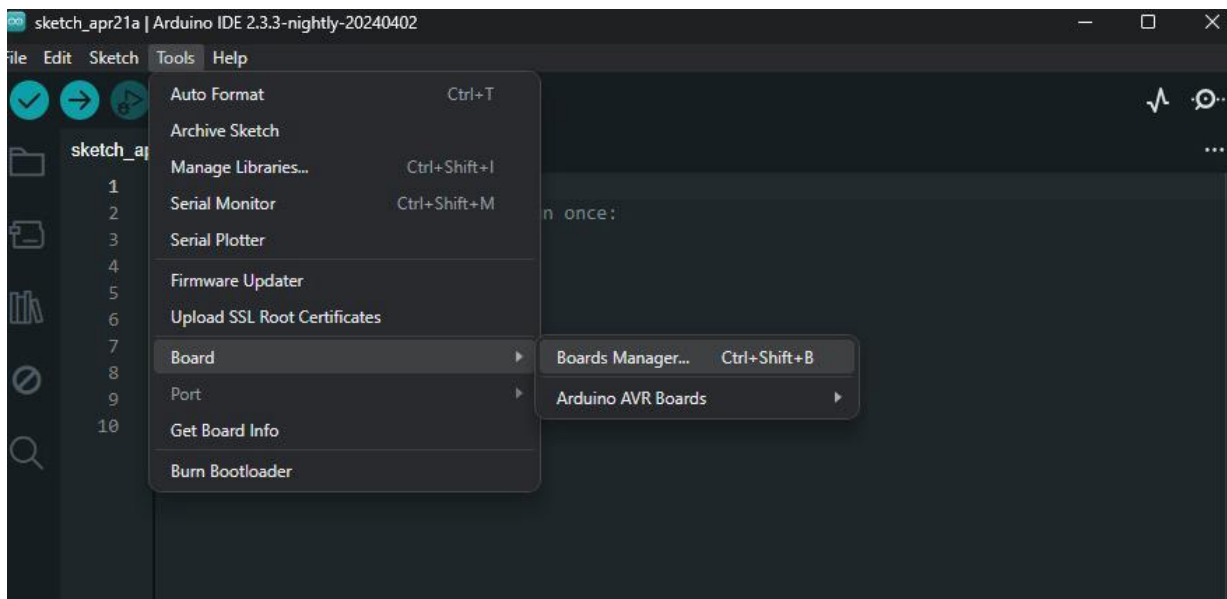 sketch_apr21a | Arduino IDE 2.3.3-nightly-20240402
File Edit Sketch Tools Help
Auto Format Ctrl+T
Archive Sketch
sketch_ap
Manage Libraries... Ctrl+Shift+I
1
Serial Monitor Ctrl+Shift+M
2 n once:
3 Serial Plotter
4
Firmware Updater
5
6 Upload SSL Root Certificates
7
Board Boards Manager... Ctrl+Shift+B
8
9 Port Arduino AVR Boards
10 Get Board Info
Burn Bootloader